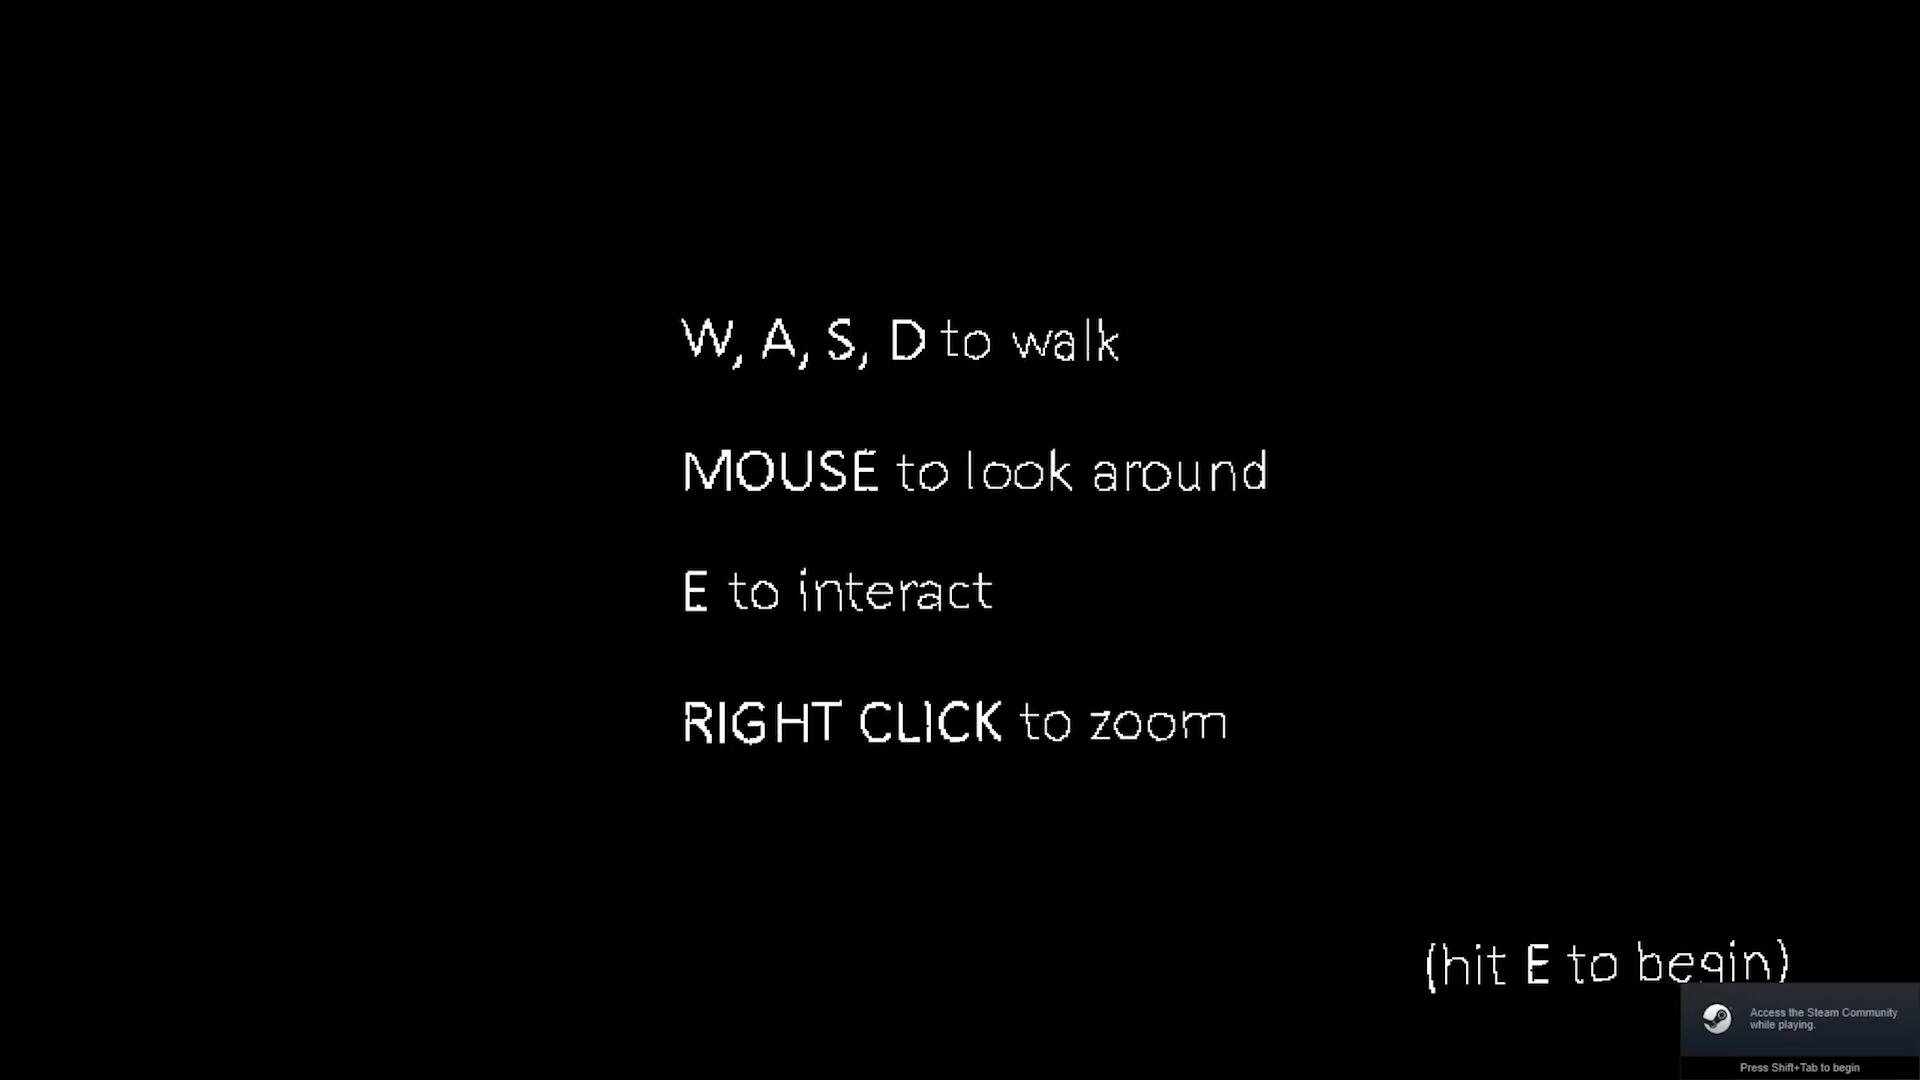 W, A, S, D to walk
MOUSE to look around
E to interact
RIGHT CLICK to zoom
(hit E to begin)
Access the Steam Community
while playing.
Press Shift+Tab to begin